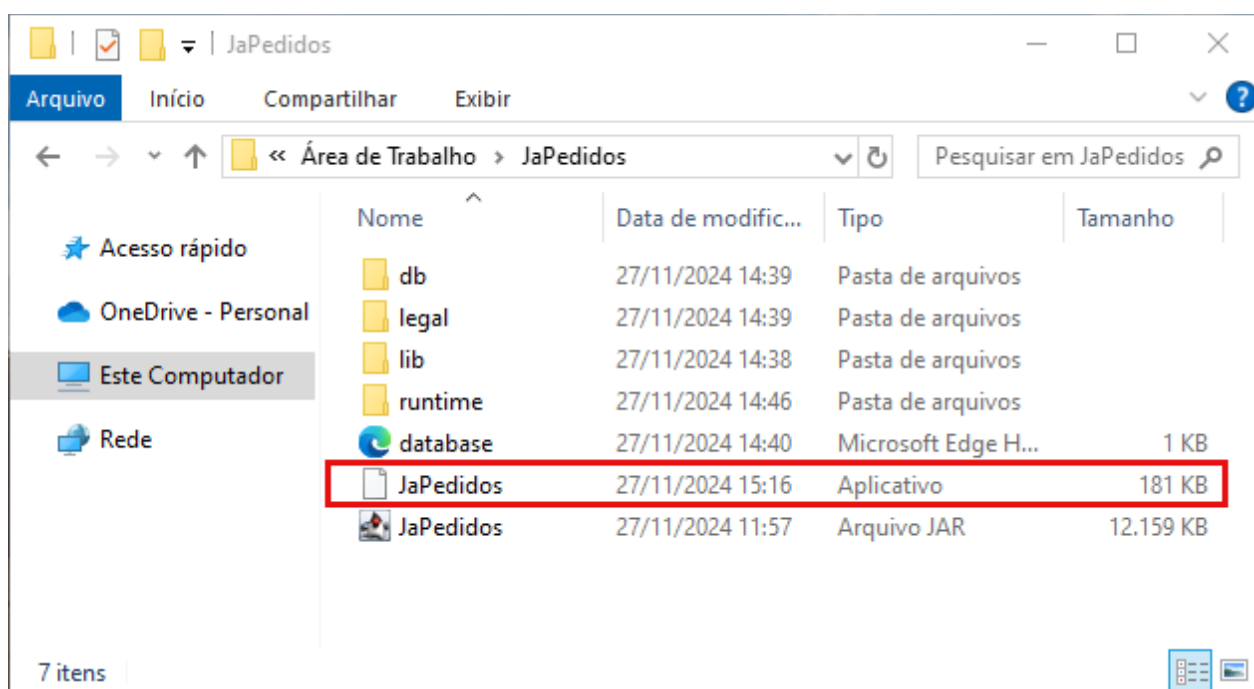 JaPedidos
Arquivo Início Compartilhar Exibir ?
« Área de Trabalho > JaPedidos Pesquisar em JaPedidos
Nome Data de modific... Tipo Tamanho
Acesso rápido
OneDrive - Personal
Este Computador
Rede
db 27/11/2024 14:39 Pasta de arquivos
legal 27/11/2024 14:39 Pasta de arquivos
lib 27/11/2024 14:38 Pasta de arquivos
runtime 27/11/2024 14:46 Pasta de arquivos
database 27/11/2024 14:40 Microsoft Edge H... 1 KB
JaPedidos 27/11/2024 15:16 Aplicativo 181 KB
JaPedidos 27/11/2024 11:57 Arquivo JAR 12.159 KB
7 itens